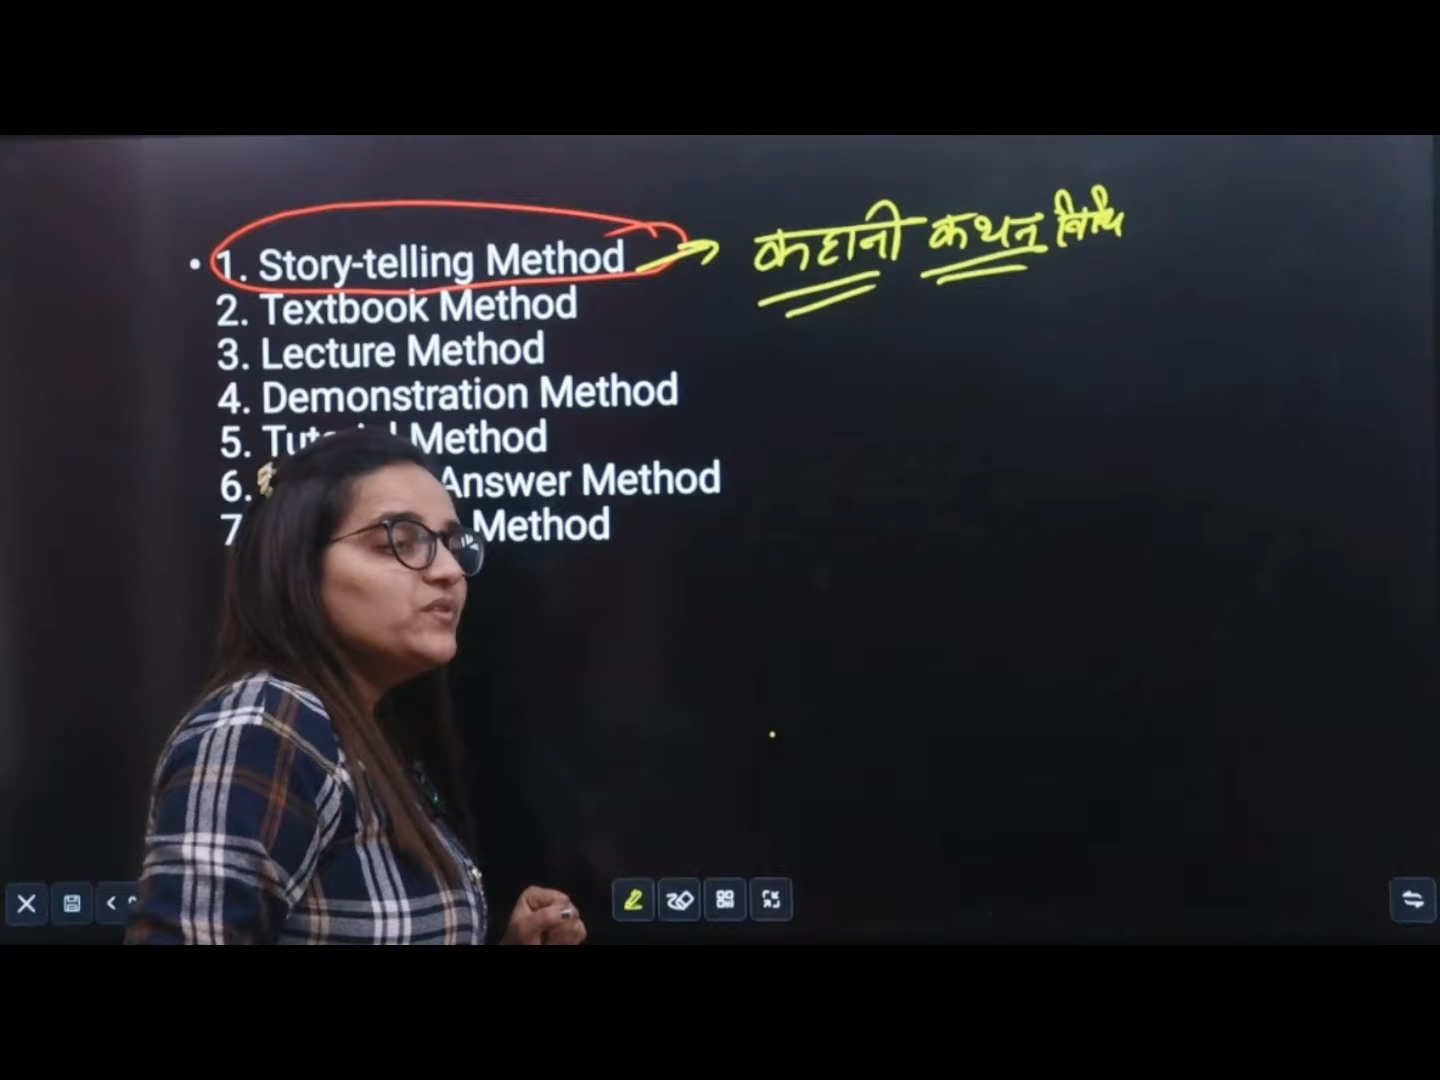 • 1. Story-telling Method → कहानी कथन विधि
2. Textbook Method
3. Lecture Method
4. Demonstration Method
5. Method
6. Answer Method
7 Method